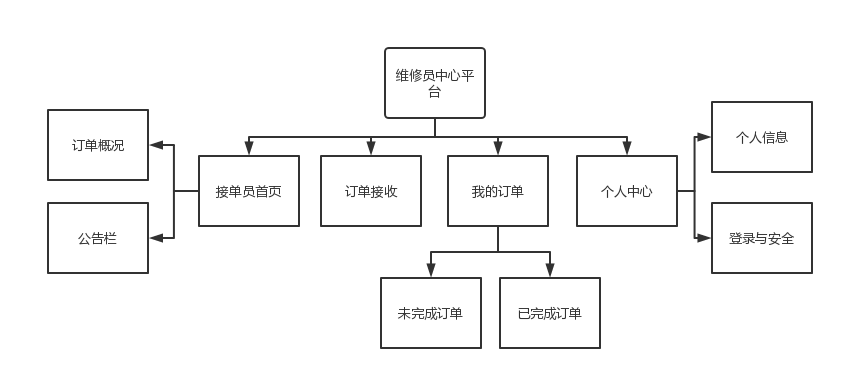 维修员中心平
台
订单概况
公告栏
接单员首页
订单接收
我的订单
个人中心
个人信息
登录与安全
未完成订单
已完成订单